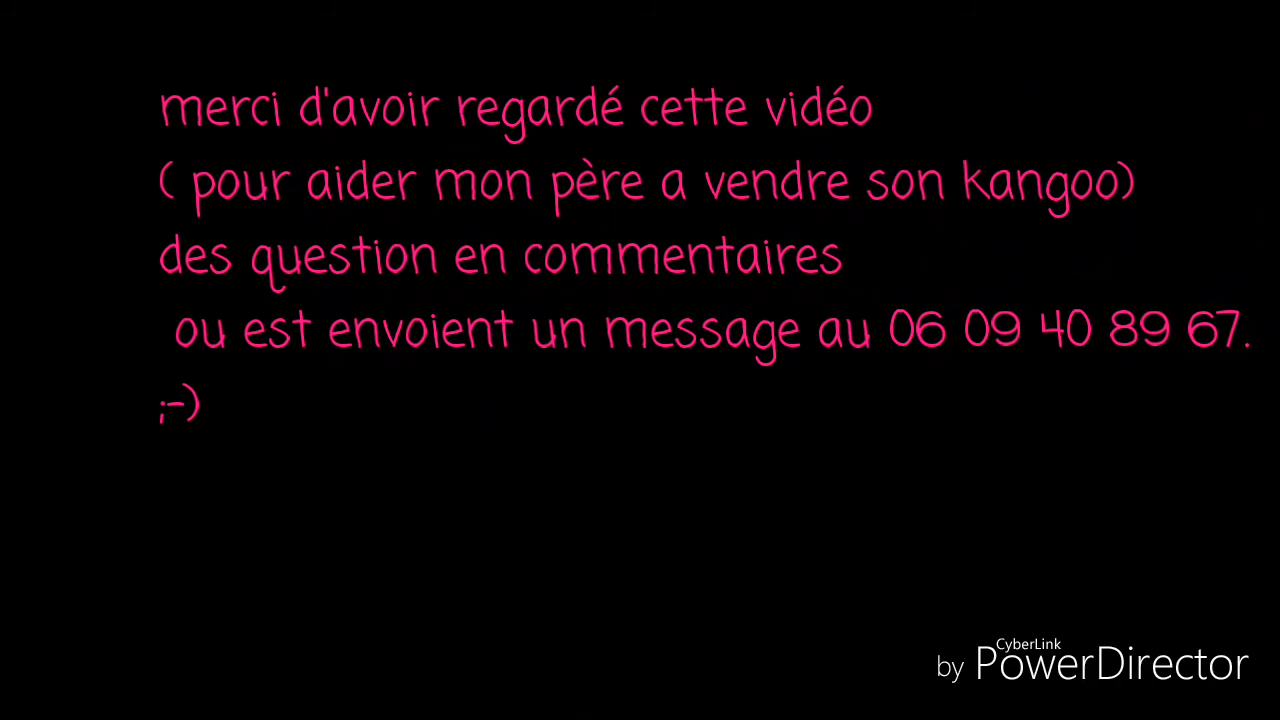 merci d'avoir regardé cette vidéo
( pour aider mon père a vendre son kangoo)
des question en commentaires
ou est envoient un message au 06 09 40 89 67.
;-)
CyberLink
by PowerDirector